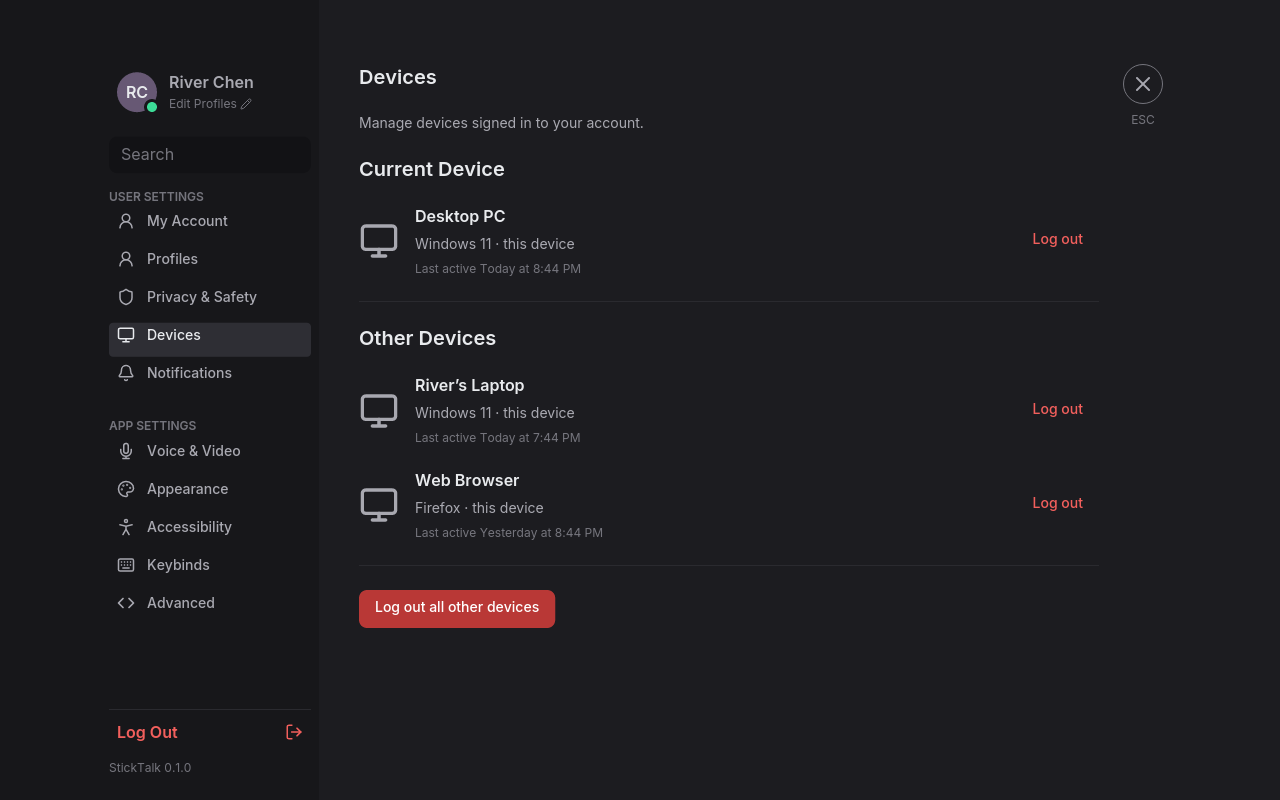 RC
River Chen
Edit Profiles
Search
USER SETTINGS
My Account
Profiles
Privacy & Safety
Devices
Notifications
APP SETTINGS
Voice & Video
Appearance
Accessibility
Keybinds
Advanced
Log Out
StickTalk 0.1.0
Devices
Manage devices signed in to your account.
Current Device
Desktop PC
Windows 11 · this device
Last active Today at 8:44 PM
Log out
Other Devices
River’s Laptop
Windows 11 · this device
Last active Today at 7:44 PM
Log out
Web Browser
Firefox · this device
Last active Yesterday at 8:44 PM
Log out
Log out all other devices
ESC